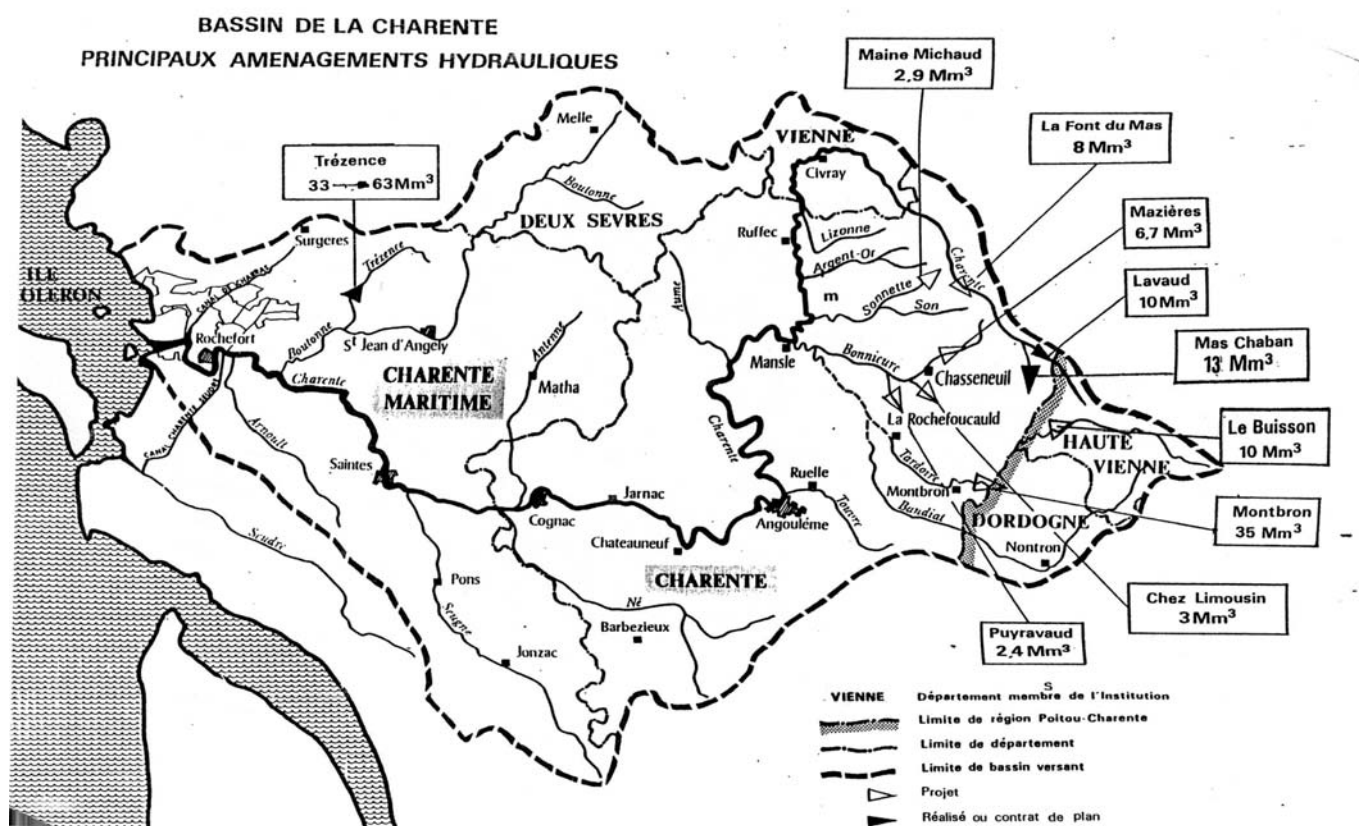 BASSIN DE LA CHARENTE
PRINCIPAUX AMENAGEMENTS HYDRAULIQUES
Maine Michaud
2,9 Mm³
La Font du Mas
8 Mm³
Trézence
33 63 Mm³
Mazières
6,7 Mm³
Lavaud
10 Mm³
Mas Chaban
13 Mm³
Le Buisson
10 Mm³
Montbron
35 Mm³
Chez Limousin
3 Mm³
Puyravaud
2,4 Mm³
Melle
Boutonne
DEUX SEVRES
VIENNE
Civray
Ruffec
Lizonne
Argent-Or
Charente
Surgeres
Trézence
ILE
OLERON
CANAL DE CHARRAS
Rochefort
Boutonne
St Jean d'Angely
Aume
m
Sonnette
Son
Antenne
Mansle
Bonnieure
Chasseneuil
Charente
CHARENTE
MARITIME
Matha
La Rochefoucauld
CANAL CHARENTE SEUDRE
Arnoult
Charente
HAUTE
VIENNE
Saintes
Ruelle
Tardoire
Montbron
Jarnac
Cognac
Angoulême
Touvre
Bandiat
DORDOGNE
Seudre
Chateauneuf
Nontron
Pons
CHARENTE
Né
Seugne
Barbezieux
Jonzac
S
VIENNE Département membre de l'Institution
Limite de région Poitou-Charente
Limite de département
Limite de bassin versant
Projet
Réalisé ou contrat de plan